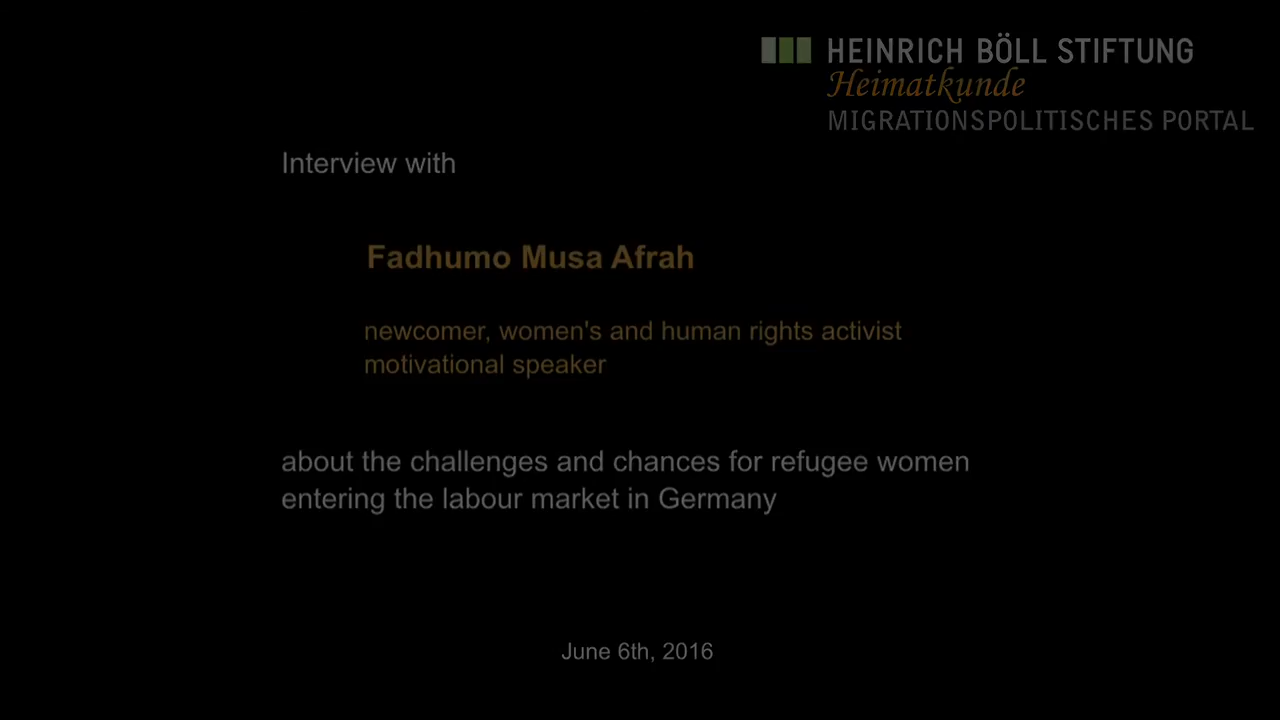 HEINRICH BÖLL STIFTUNG
Heimatkunde
MIGRATIONSPOLITISCHES PORTAL
Interview with
Fadhumo Musa Afrah
newcomer, women's and human rights activist
motivational speaker
about the challenges and chances for refugee women
entering the labour market in Germany
June 6th, 2016